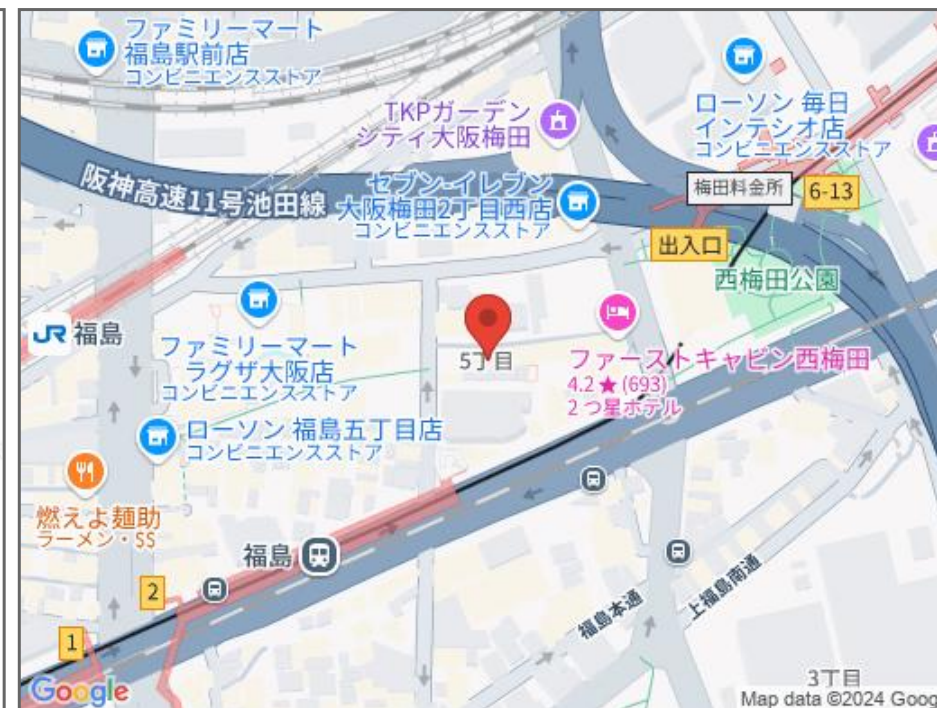 ファミリーマート
福島駅前店
コンビニエンスストア
TKPガーデン
シティ大阪梅田
ローソン 毎日
インテシオ店
コンビニエンスストア
阪神高速11号池田線
セブン-イレブン
大阪梅田2丁目西店
コンビニエンスストア
梅田料金所
6-13
出入口
西梅田公園
JR 福島
ファミリーマート
ラグザ大阪店
コンビニエンスストア
5丁目
ファーストキャビン西梅田
4.2★(693)
2つ星ホテル
ローソン 福島五丁目店
コンビニエンスストア
燃えよ麺助
ラーメン・SS
福島
2
1
福島本通
上福島南通
3丁目
Google
Map data ©2024 Goog